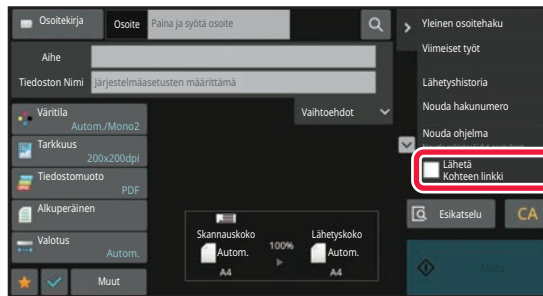 Osoitekirja
Osoite
Paina ja syötä osoite
Yleinen osoitehaku
Aihe
Viimeiset työt
Tiedoston Nimi
Järjestelmäasetusten määrittämä
Lähetyshistoria
Väritila
Autom./Mono2
Vaihtoehdot
Nouda hakunumero
Tarkkuus
200x200dpi
Nouda ohjelma
Tiedostomuoto
PDF
Lähetä
Kohteen linkki
Alkuperäinen
Esikatselu
CA
Skannauskoko
Autom.
A4
100%
Lähetyskoko
Autom.
A4
Valotus
Autom.
Muut